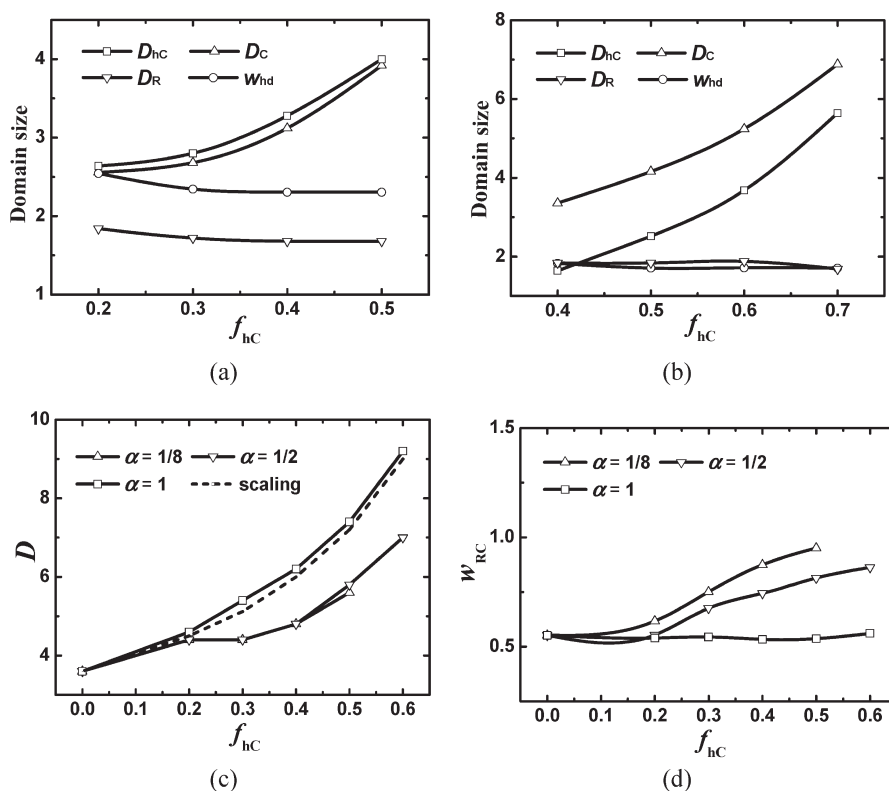 D_hC D_C
D_R w_hd
Domain size
4
3
2
1
0.2 0.3 0.4 0.5
f_hC
(a)
D_hC D_C
D_R w_hd
Domain size
8
6
4
2
0.4 0.5 0.6 0.7
f_hC
(b)
α = 1/8 α = 1/2
α = 1 scaling
D
10
8
6
4
0.0 0.1 0.2 0.3 0.4 0.5 0.6
f_hC
(c)
α = 1/8 α = 1/2
α = 1
w_RC
1.5
1.0
0.5
0.0 0.1 0.2 0.3 0.4 0.5 0.6
f_hC
(d)